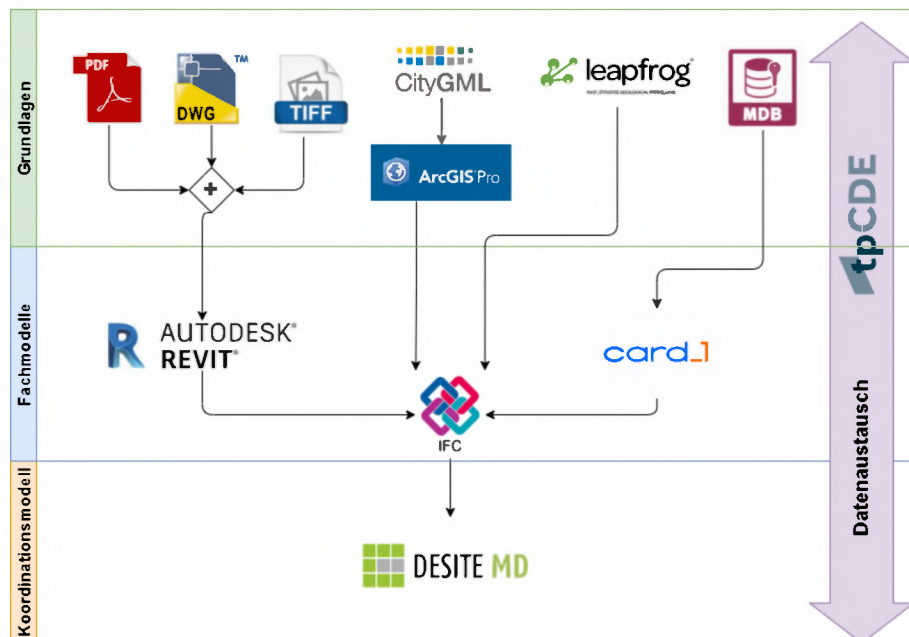 Grundlagen
PDF
DWG
TM
TIFF
CityGML
leapfrog®
MDB
+
ArcGIS Pro
tpCDE
Fachmodelle
AUTODESK®
REVIT®
card_1
IFC
Datenaustausch
Koordinationsmodell
DESITE MD